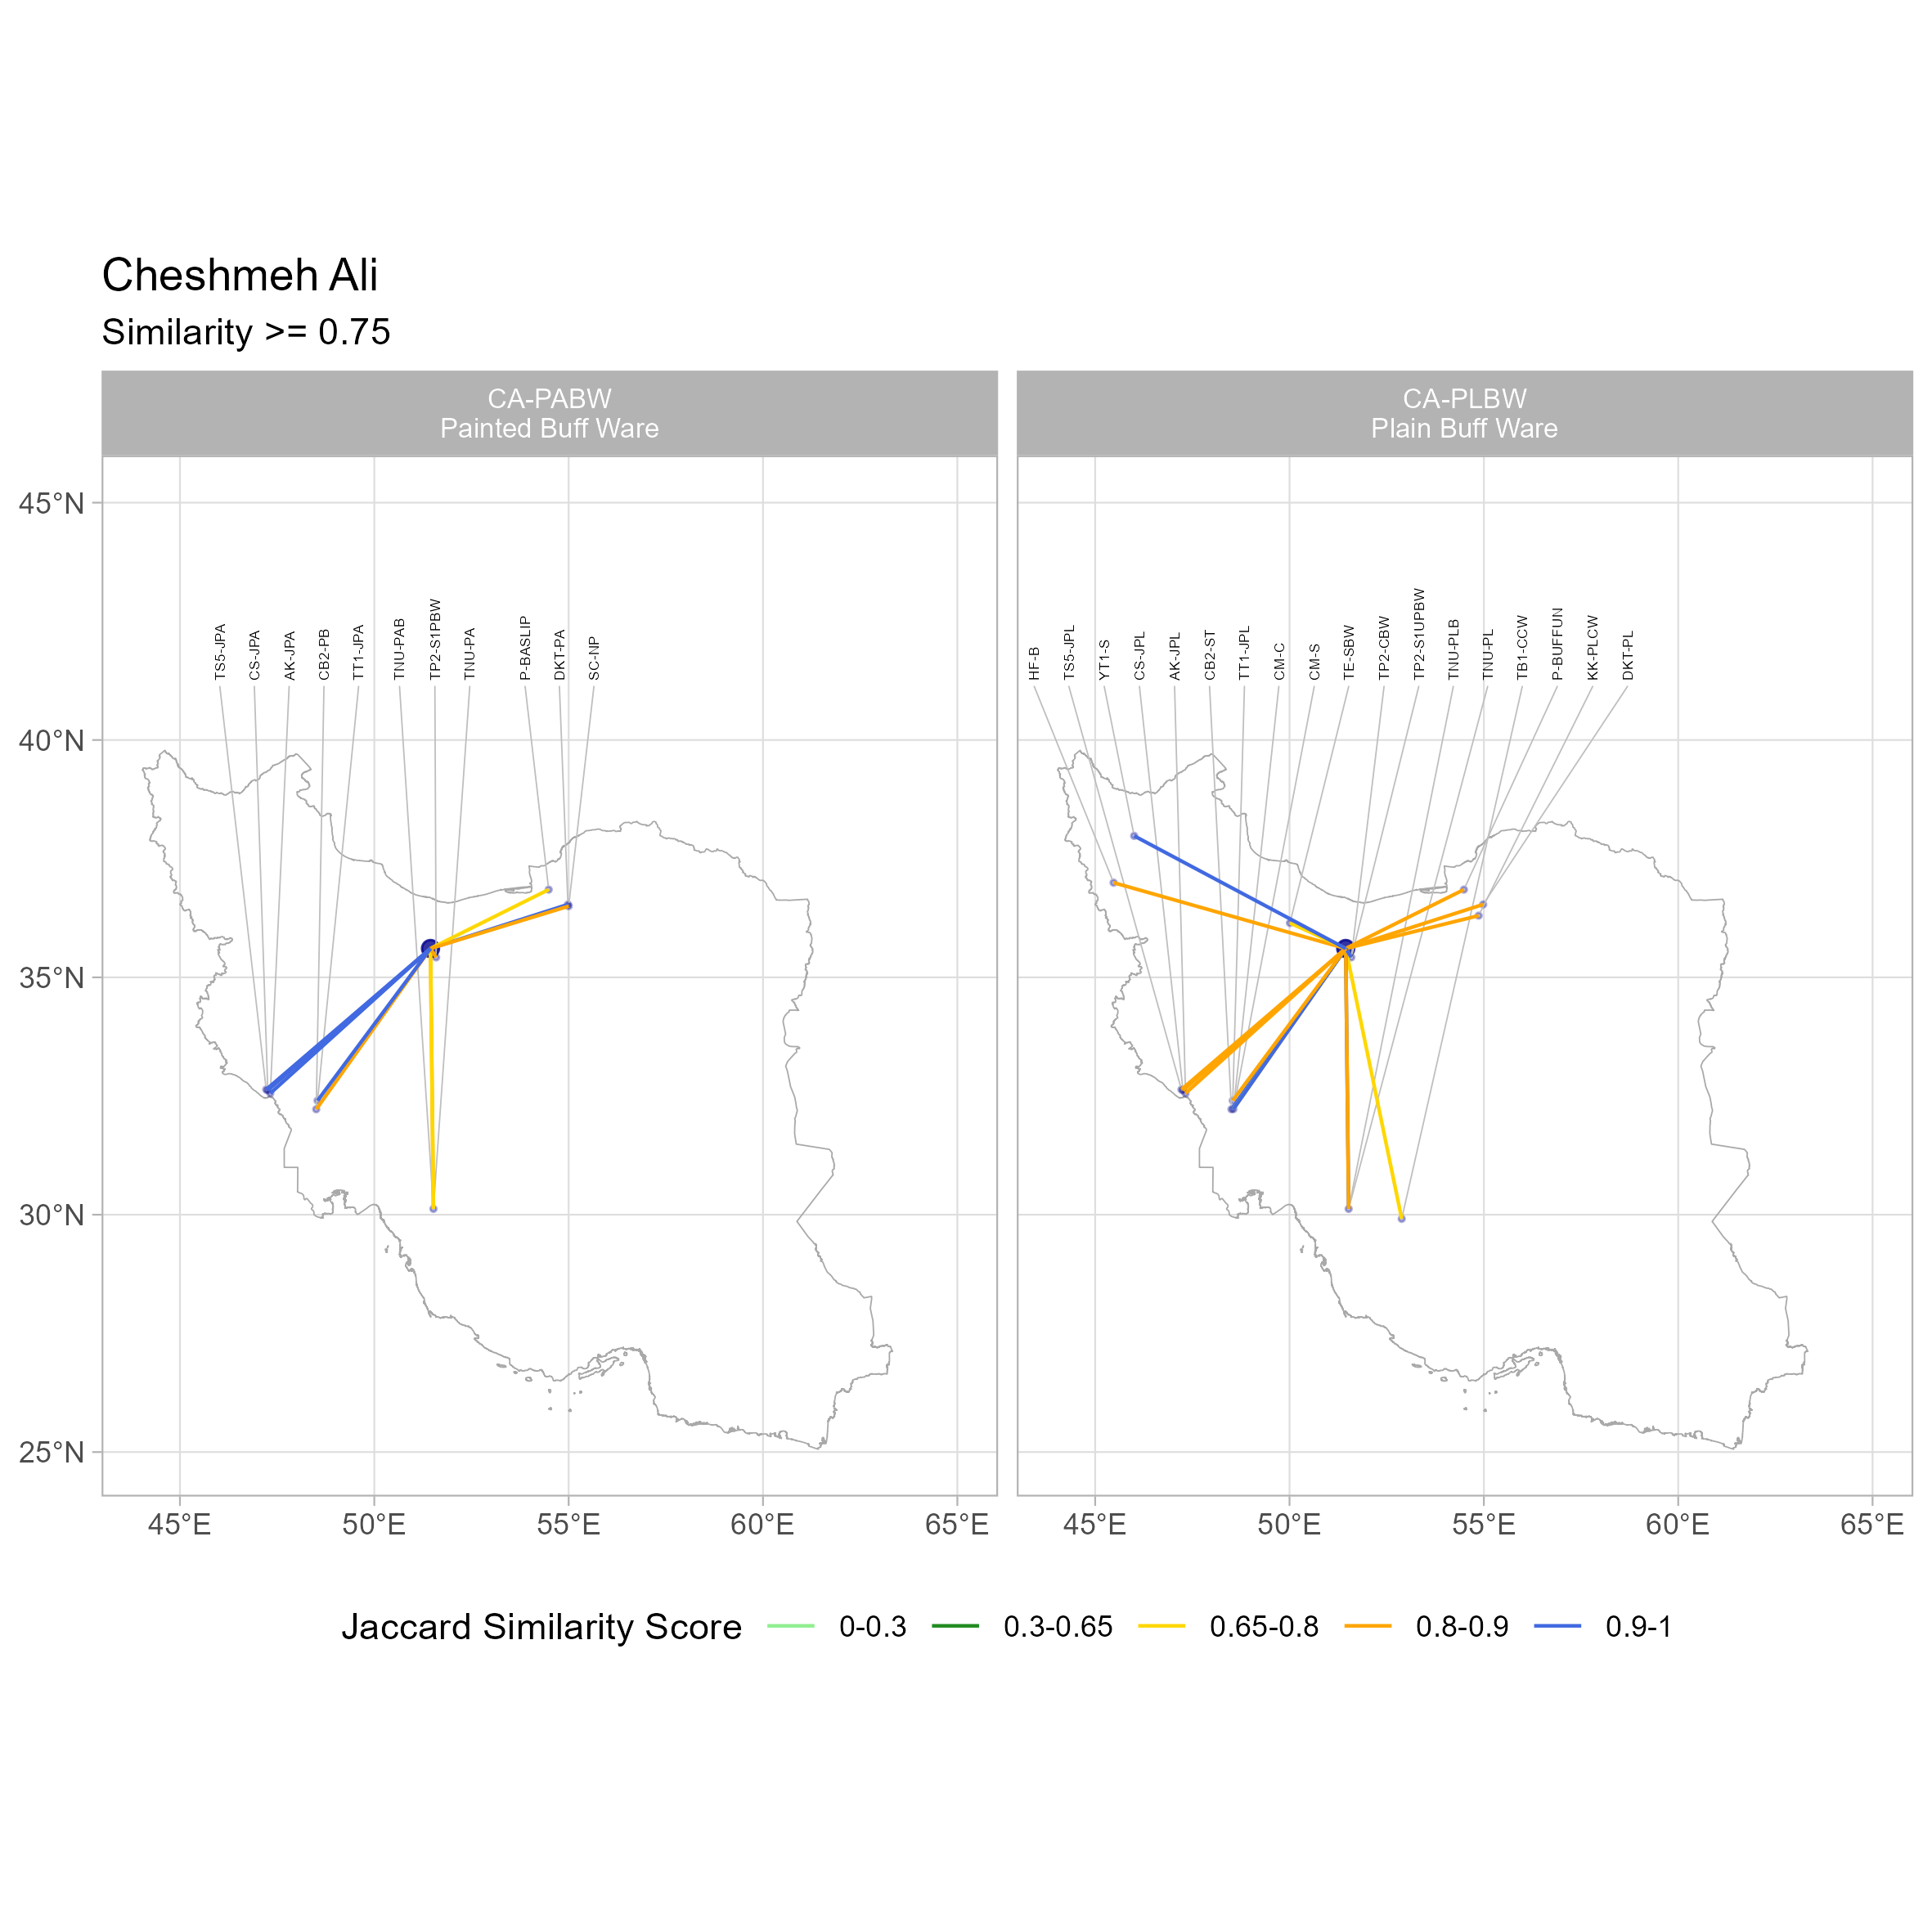 Cheshmeh Ali
Similarity >= 0.75
CA-PABW
Painted Buff Ware
CA-PLBW
Plain Buff Ware
45°N
40°N
35°N
30°N
25°N
TS5-JPA
CS-JPA
AK-JPA
CB2-PB
TT1-JPA
TNU-PAB
TP2-S1PBW
TNU-PA
P-BASLIP
DKT-PA
SC-NP
HF-B
TS5-JPL
YT1-S
CS-JPL
AK-JPL
CB2-ST
TT1-JPL
CM-C
CM-S
TE-SBW
TP2-CBW
TP2-S1UPBW
TNU-PLB
TNU-PL
TB1-CCW
P-BUFFUN
KK-PLCW
DKT-PL
45°E 50°E 55°E 60°E 65°E
45°E 50°E 55°E 60°E 65°E
Jaccard Similarity Score 0-0.3 0.3-0.65 0.65-0.8 0.8-0.9 0.9-1